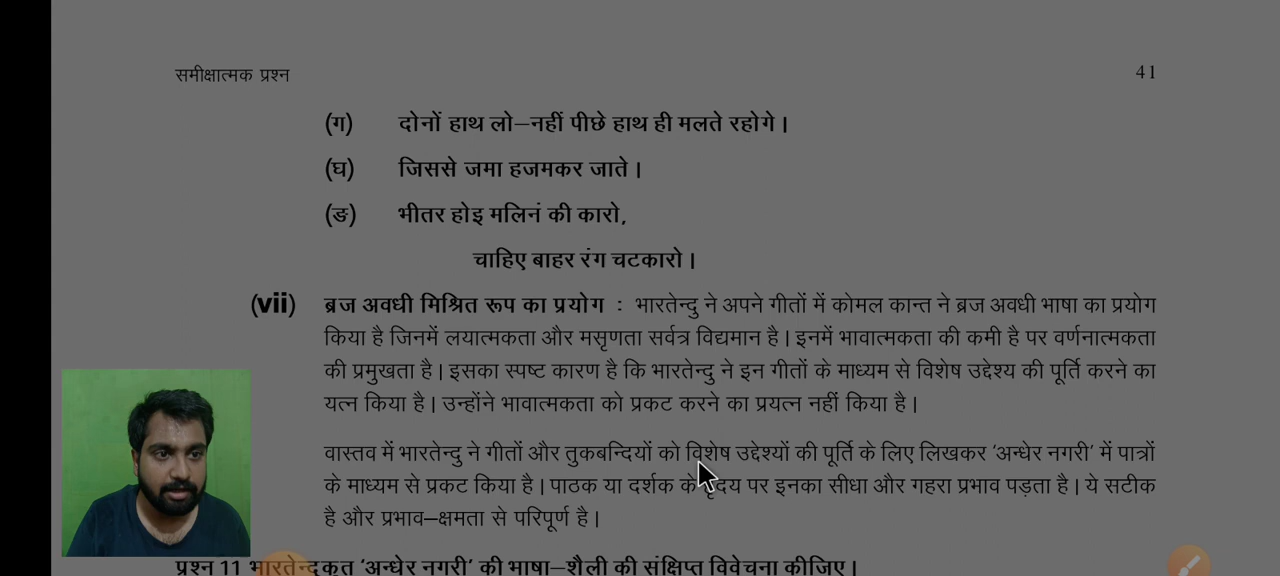 समीक्षात्मक प्रश्न 41
(ग) दोनों हाथ लो–नहीं पीछे हाथ ही मलते रहोगे।
(घ) जिससे जमा हजमकर जाते।
(ङ) भीतर होइ मलिनं की कारो,
चाहिए बाहर रंग चटकारो।
(vii) ब्रज अवधी मिश्रित रूप का प्रयोग : भारतेन्दु ने अपने गीतों में कोमल कान्त ने ब्रज अवधी भाषा का प्रयोग
किया है जिनमें लयात्मकता और मसृणता सर्वत्र विद्यमान है। इनमें भावात्मकता की कमी है पर वर्णनात्मकता
की प्रमुखता है। इसका स्पष्ट कारण है कि भारतेन्दु ने इन गीतों के माध्यम से विशेष उद्देश्य की पूर्ति करने का
यत्न किया है। उन्होंने भावात्मकता को प्रकट करने का प्रयत्न नहीं किया है।
वास्तव में भारतेन्दु ने गीतों और तुकबन्दियों को विशेष उद्देश्यों की पूर्ति के लिए लिखकर 'अन्धेर नगरी' में पात्रों
के माध्यम से प्रकट किया है। पाठक या दर्शक के हृदय पर इनका सीधा और गहरा प्रभाव पड़ता है। ये सटीक
है और प्रभाव–क्षमता से परिपूर्ण है।
प्रश्न 11 भारतेन्दुकृत 'अन्धेर नगरी' की भाषा–शैली की संक्षिप्त विवेचना कीजिए।